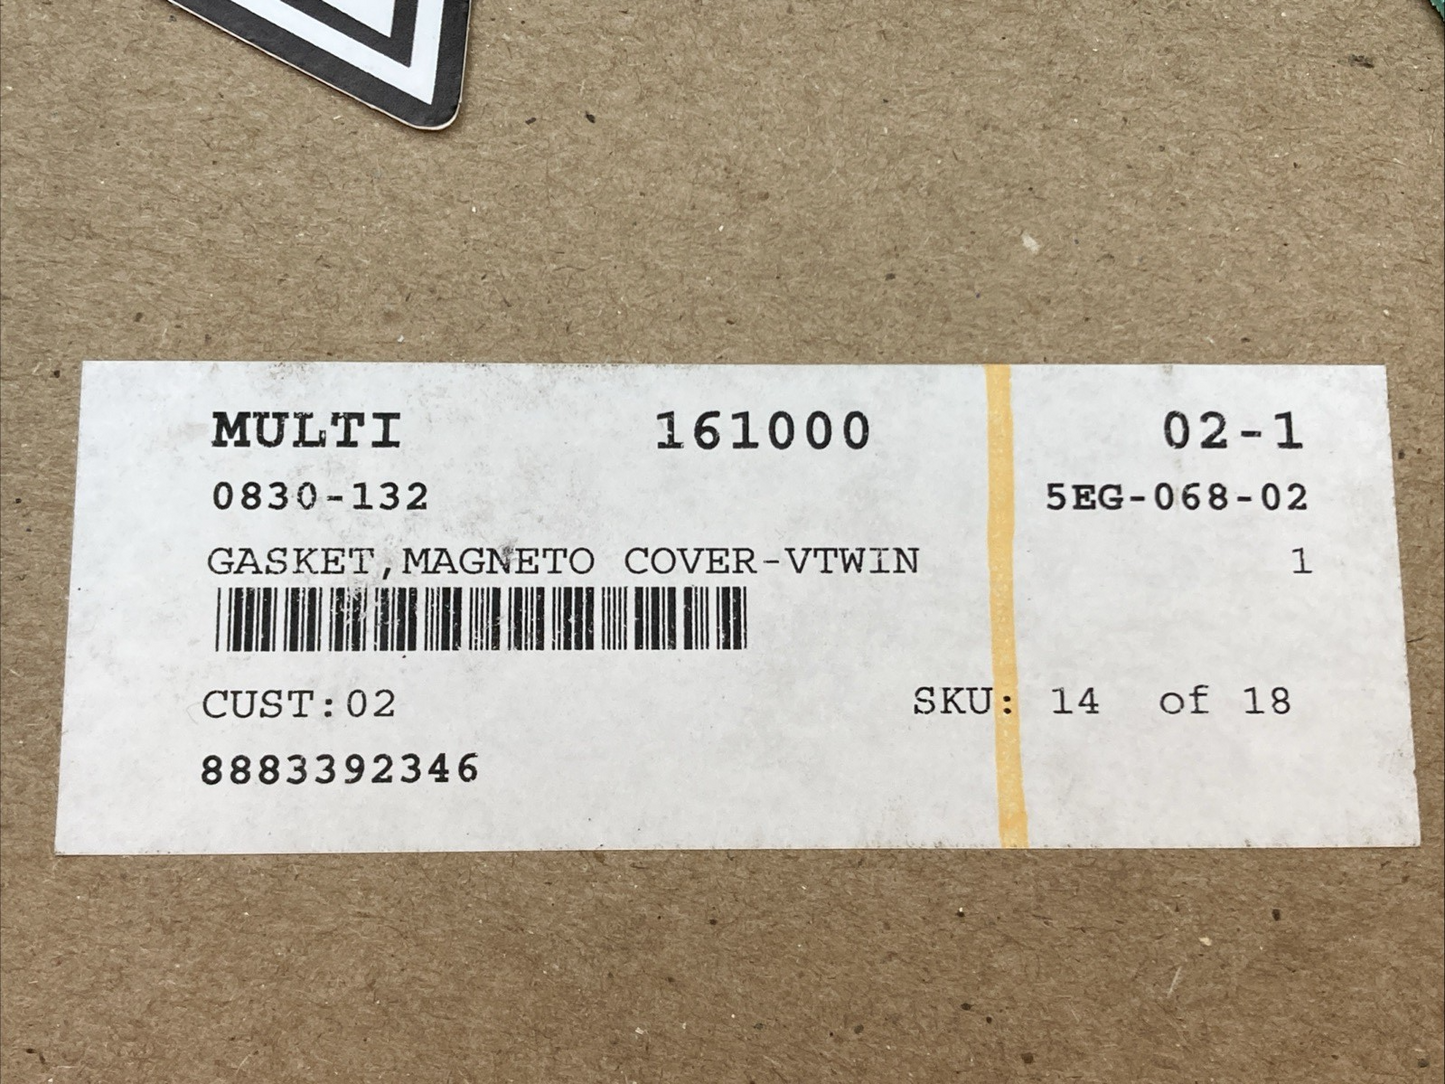 MULTI 161000 02-1
0830-132 5EG-068-02
GASKET,MAGNETO COVER-VTWIN 1
CUST:02 SKU: 14 of 18
8883392346